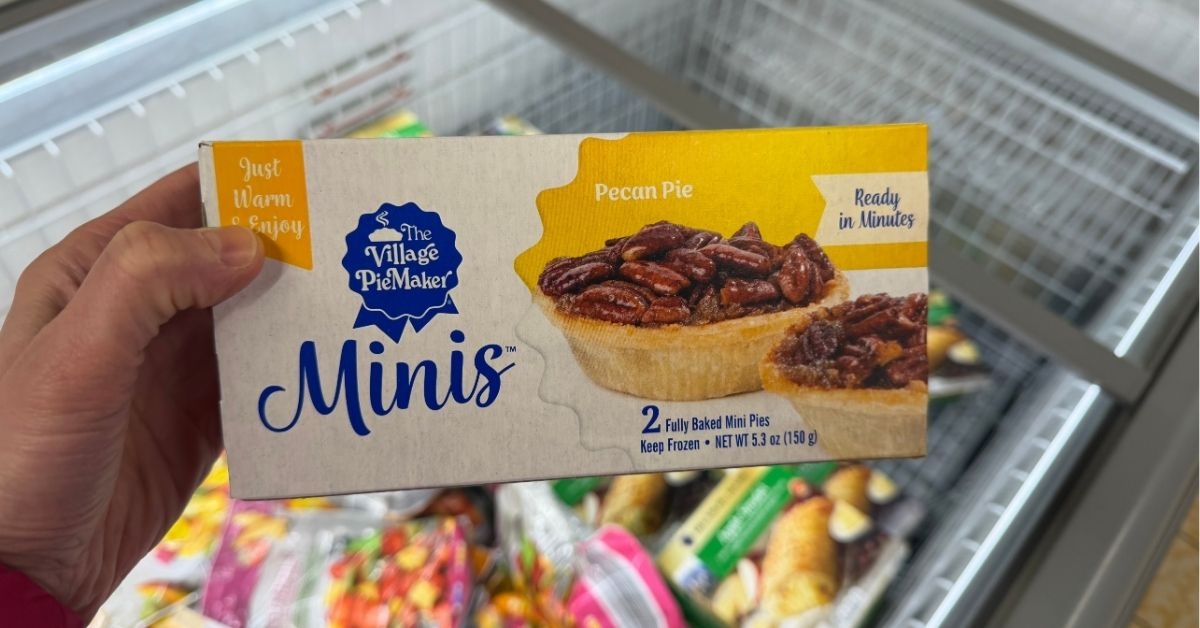 Just
Warm
& Enjoy
The
Village
PieMaker
Minis™
Pecan Pie
Ready
in Minutes
2 Fully Baked Mini Pies
Keep Frozen • NET WT 5.3 oz (150 g)